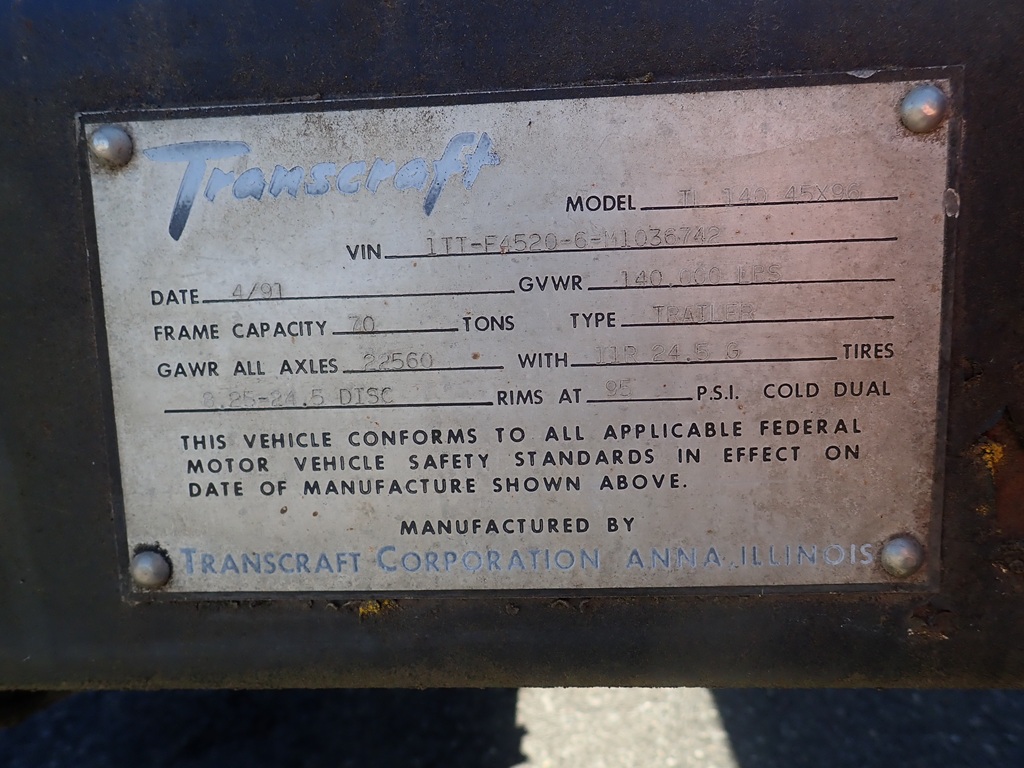 Transcraft
MODEL TL 140 45X96
VIN 1TT-F4520-6-M1036742
DATE 4/91 GVWR 140,000 LBS
FRAME CAPACITY 70 TONS TYPE TRAILER
GAWR ALL AXLES 22560 WITH 11R 24.5 G TIRES
8.25-24.5 DISC RIMS AT 95 P.S.I. COLD DUAL
THIS VEHICLE CONFORMS TO ALL APPLICABLE FEDERAL
MOTOR VEHICLE SAFETY STANDARDS IN EFFECT ON
DATE OF MANUFACTURE SHOWN ABOVE.
MANUFACTURED BY
TRANSCRAFT CORPORATION ANNA, ILLINOIS